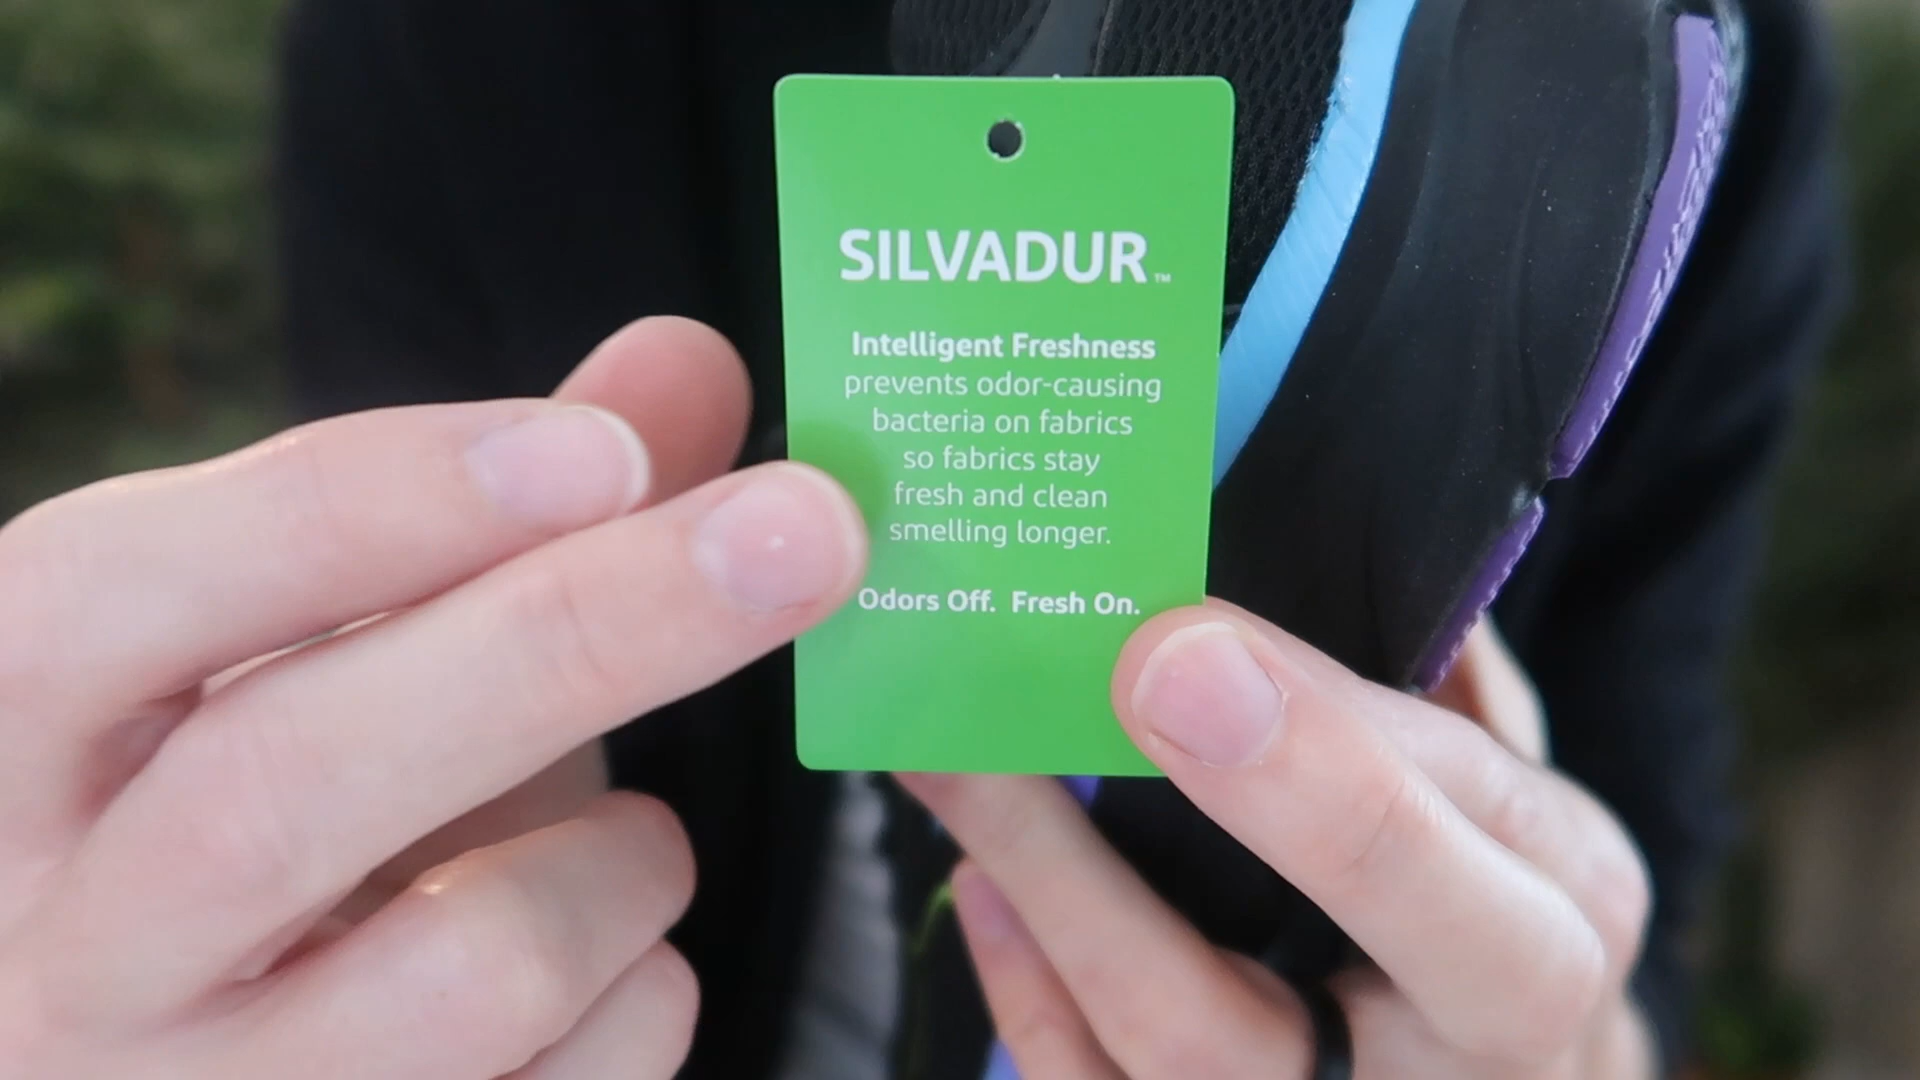 SILVADUR™
Intelligent Freshness
prevents odor-causing
bacteria on fabrics
so fabrics stay
fresh and clean
smelling longer.
Odors Off. Fresh On.